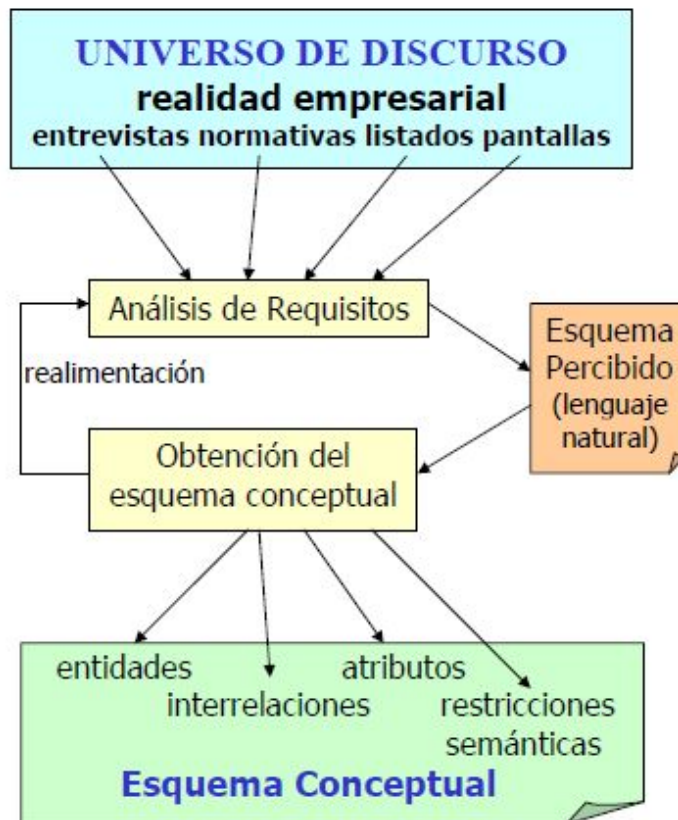 UNIVERSO DE DISCURSO
realidad empresarial
entrevistas normativas listados pantallas
Análisis de Requisitos
realimentación
Esquema
Percibido
(lenguaje
natural)
Obtención del
esquema conceptual
entidades
atributos
interrelaciones
restricciones
semánticas
Esquema Conceptual